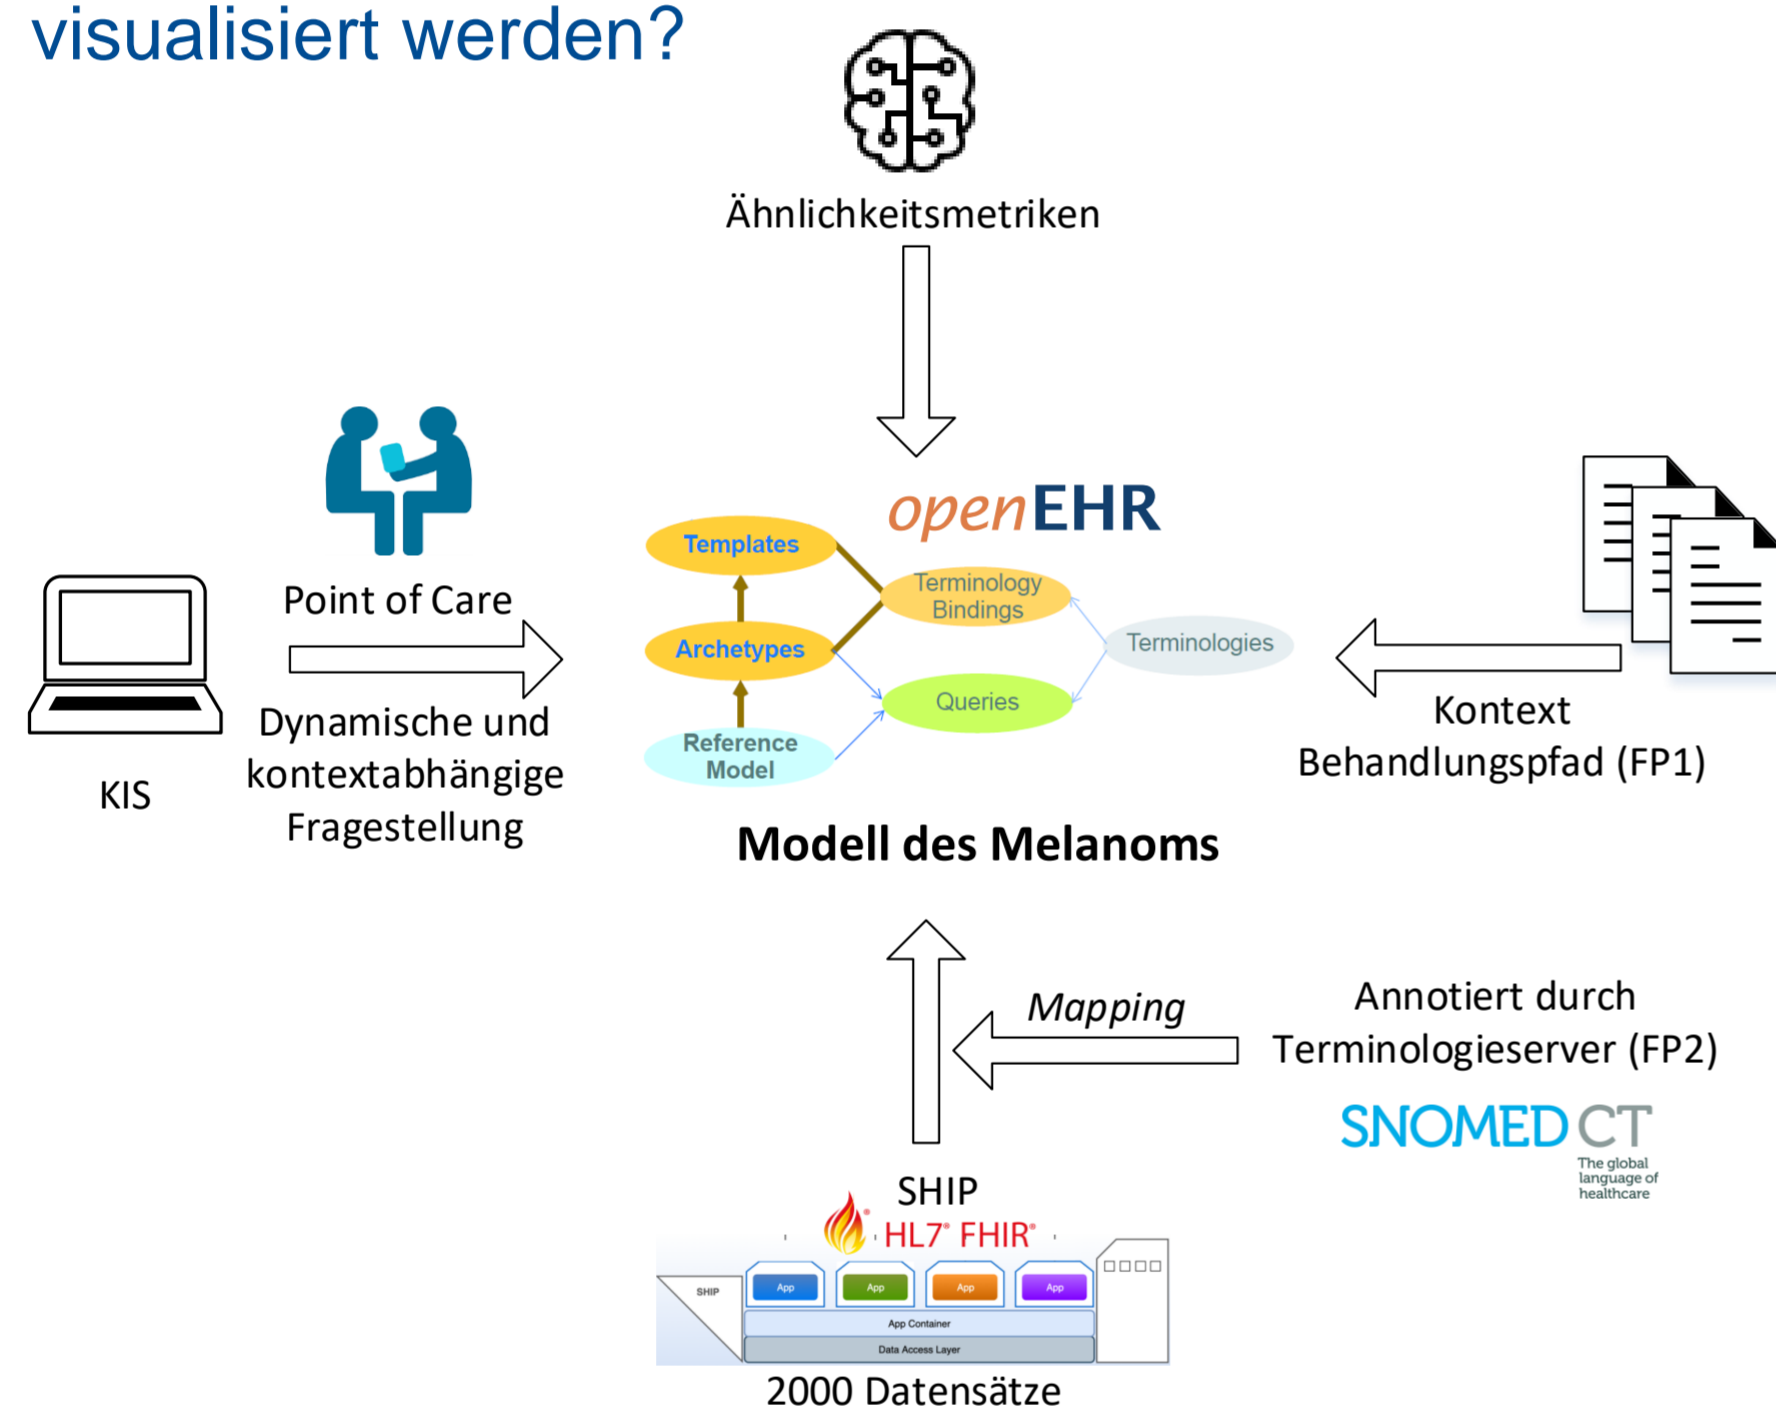 visualisiert werden?
Ähnlichkeitsmetriken
openEHR
Templates
Terminology
Bindings
Archetypes
Terminologies
Queries
Reference
Model
Point of Care
Dynamische und
kontextabhängige
Fragestellung
KIS
Kontext
Behandlungspfad (FP1)
Modell des Melanoms
Mapping
Annotiert durch
Terminologieserver (FP2)
SNOMED CT
The global
language of
healthcare
SHIP
HL7® FHIR®
SHIP
App
App
App
App
App Container
Data Access Layer
2000 Datensätze